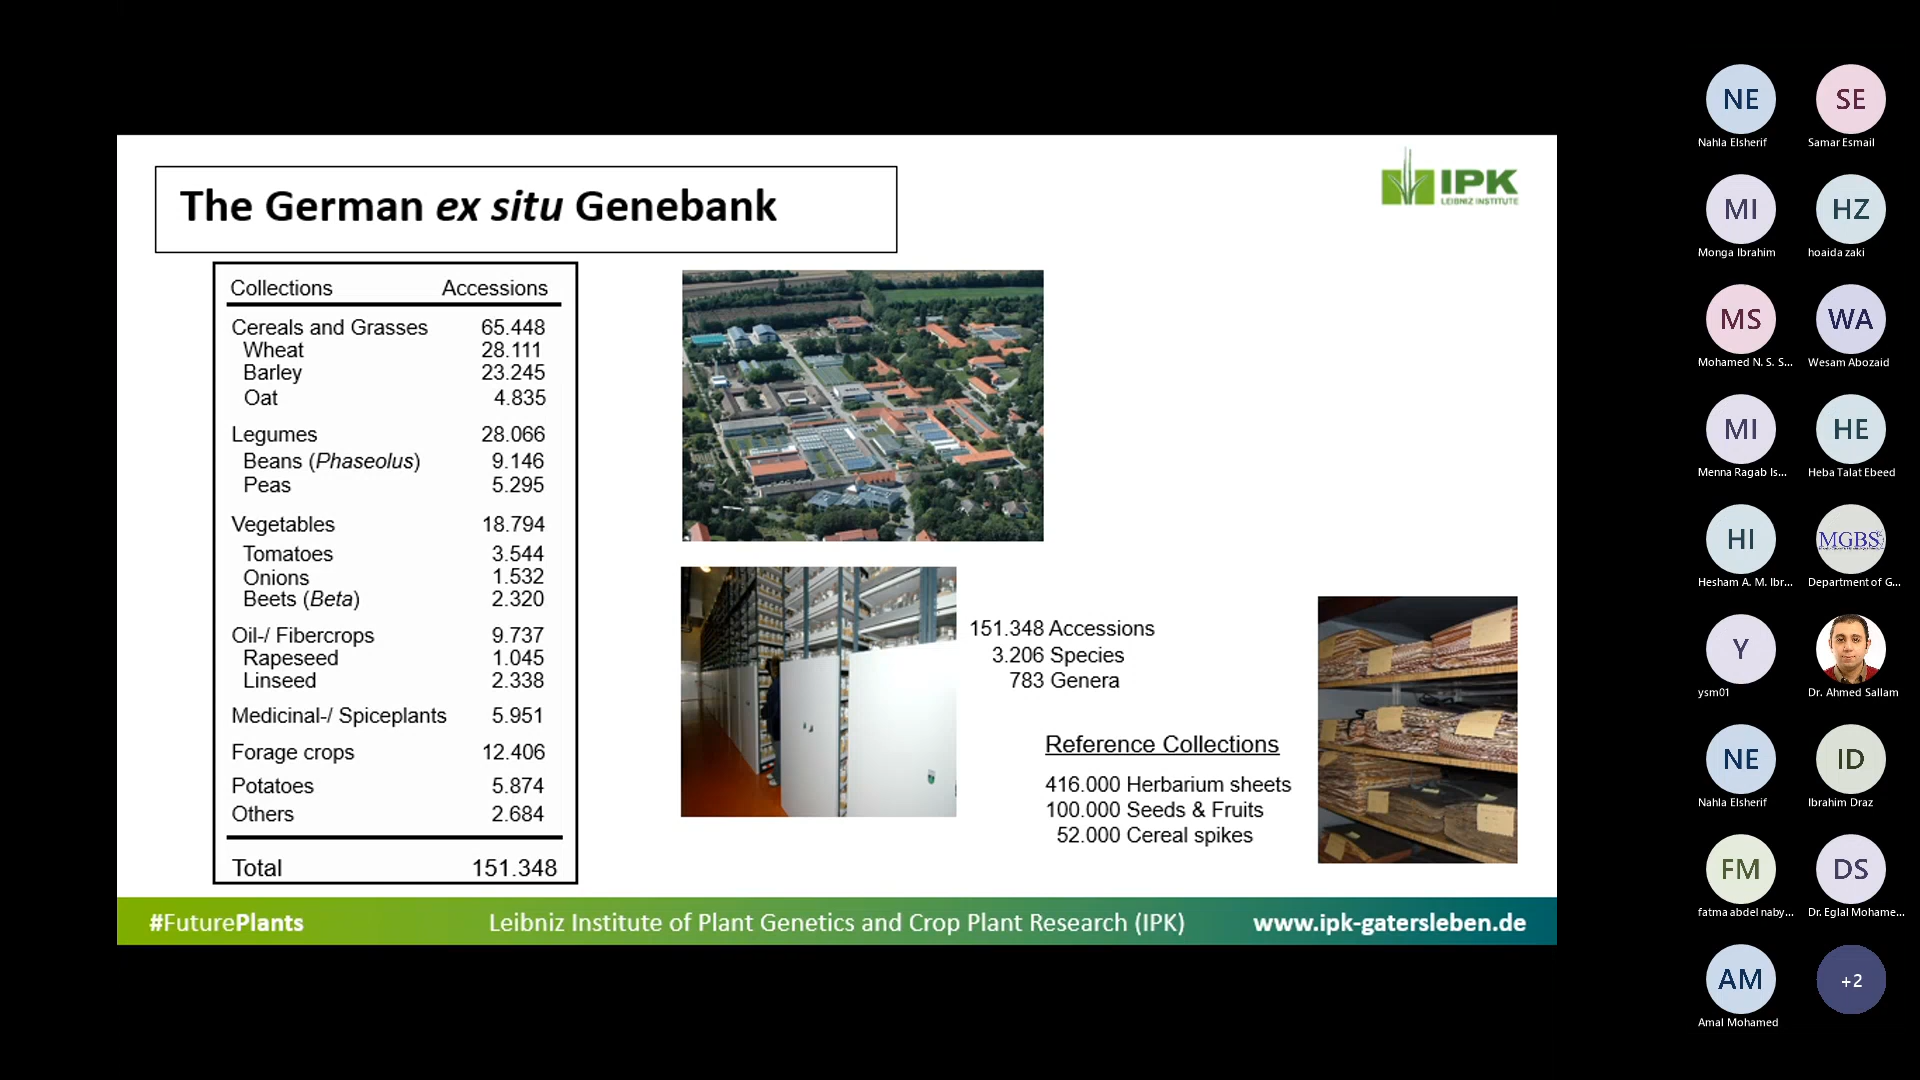 The German ex situ Genebank
IPK
LEIBNIZ INSTITUTE
Collections Accessions
Cereals and Grasses 65.448
Wheat 28.111
Barley 23.245
Oat 4.835
Legumes 28.066
Beans (Phaseolus) 9.146
Peas 5.295
Vegetables 18.794
Tomatoes 3.544
Onions 1.532
Beets (Beta) 2.320
Oil-/ Fibercrops 9.737
Rapeseed 1.045
Linseed 2.338
Medicinal-/ Spiceplants 5.951
Forage crops 12.406
Potatoes 5.874
Others 2.684
Total 151.348
151.348 Accessions
3.206 Species
783 Genera
Reference Collections
416.000 Herbarium sheets
100.000 Seeds & Fruits
52.000 Cereal spikes
#FuturePlants Leibniz Institute of Plant Genetics and Crop Plant Research (IPK) www.ipk-gatersleben.de
NE SE
Nahla Elsherif Samar Esmail
MI HZ
Monga Ibrahim hoaida zaki
MS WA
Mohamed N. S. S... Wesam Abozaid
MI HE
Menna Ragab Is... Heba Talat Ebeed
HI MGBS
Hesham A. M. Ibr... Department of G...
Y
ysm01 Dr. Ahmed Sallam
NE ID
Nahla Elsherif Ibrahim Draz
FM DS
fatma abdel naby... Dr. Eglal Mohame...
AM +2
Amal Mohamed